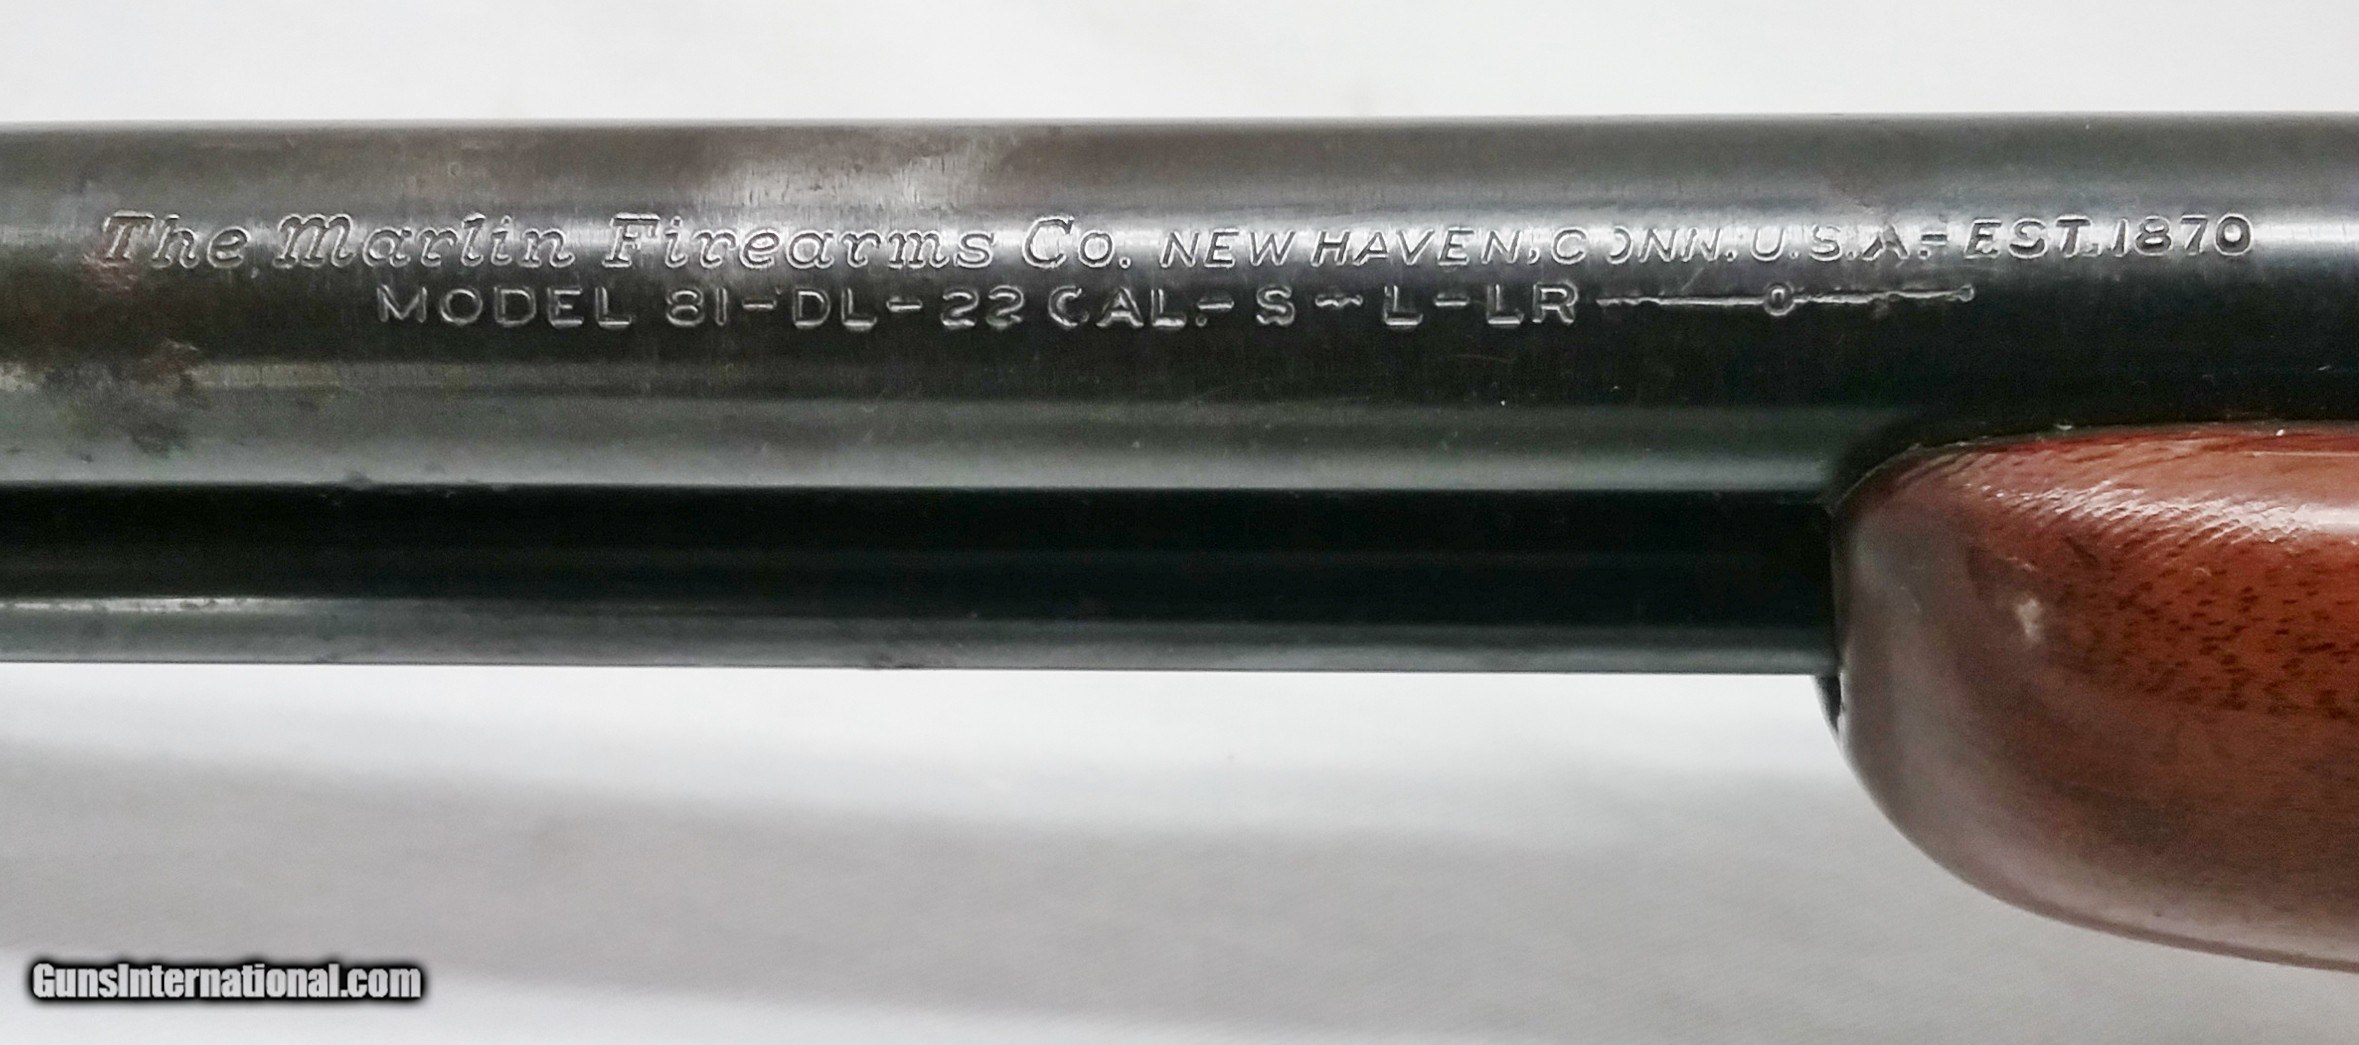 The Marlin Firearms Co. NEW HAVEN, CONN. U.S.A.-EST. 1870
MODEL 81-DL-22 CAL.-S-L-LR
GunsInternational.com